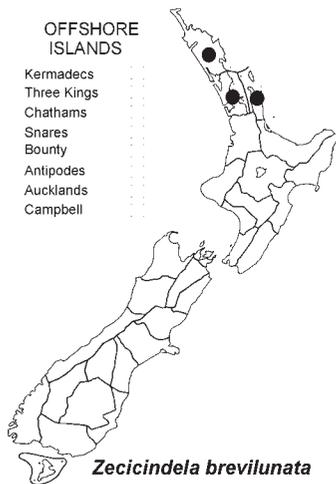 OFFSHORE
ISLANDS
Kermadecs
Three Kings
Chathams
Snares
Bounty
Antipodes
Aucklands
Campbell
Zecicindela brevilunata